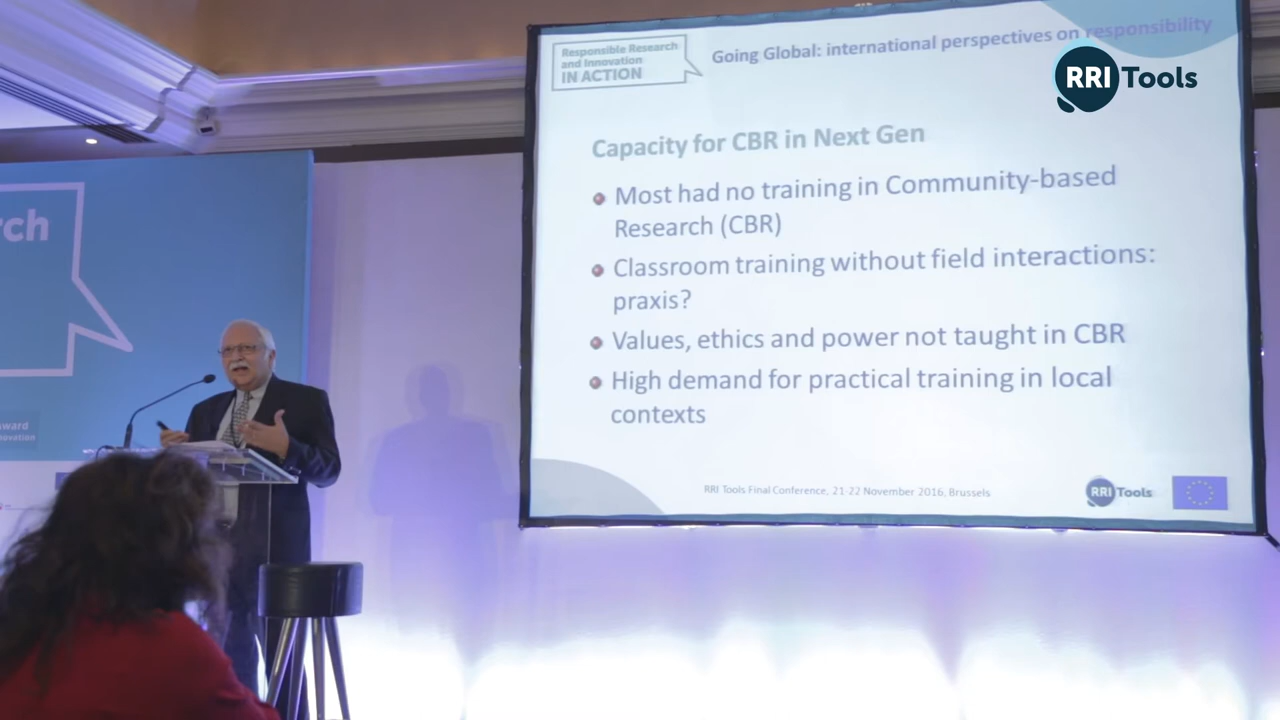 Responsible Research
and Innovation
IN ACTION
Going Global: international perspectives on responsibility
RRI Tools
Capacity for CBR in Next Gen
Most had no training in Community-based
Research (CBR)
Classroom training without field interactions:
praxis?
Values, ethics and power not taught in CBR
High demand for practical training in local
contexts
RRI Tools Final Conference, 21-22 November 2016, Brussels
RRI Tools
rch
award
novation